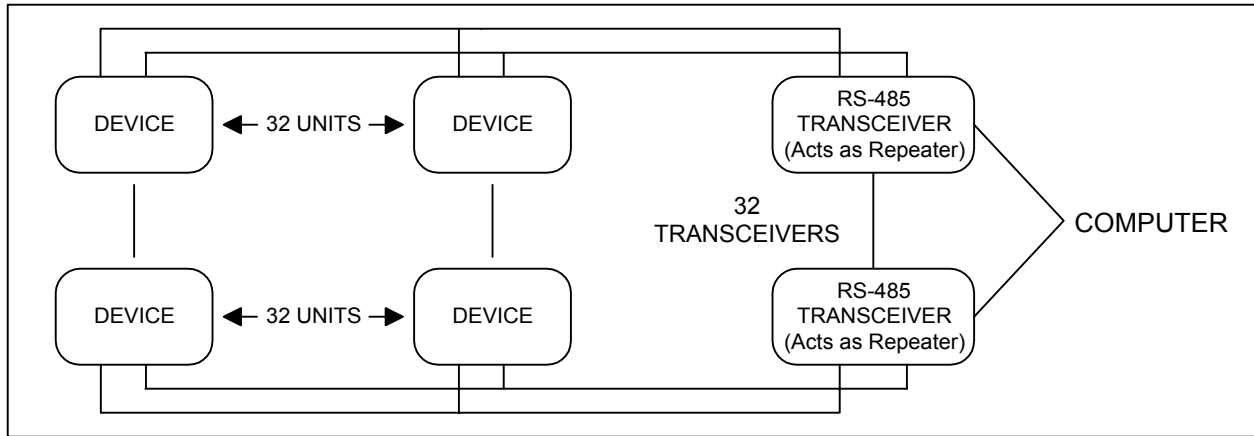 DEVICE
32 UNITS
DEVICE
RS-485
TRANSCEIVER
(Acts as Repeater)
32
TRANSCEIVERS
COMPUTER
DEVICE
32 UNITS
DEVICE
RS-485
TRANSCEIVER
(Acts as Repeater)